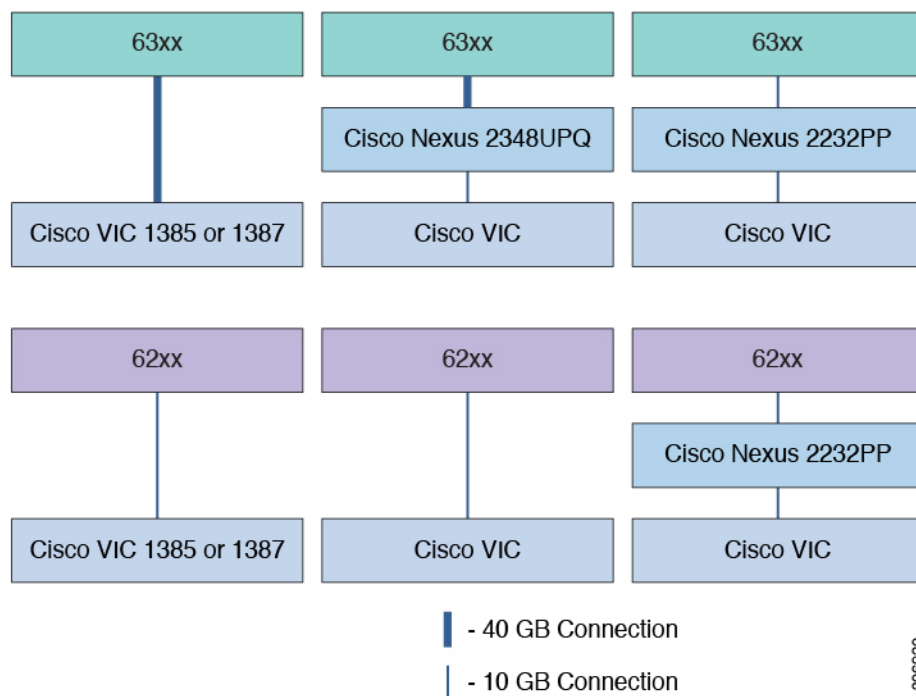 63xx
63xx
63xx
Cisco Nexus 2348UPQ
Cisco Nexus 2232PP
Cisco VIC 1385 or 1387
Cisco VIC
Cisco VIC
62xx
62xx
62xx
Cisco Nexus 2232PP
Cisco VIC 1385 or 1387
Cisco VIC
Cisco VIC
- 40 GB Connection
- 10 GB Connection